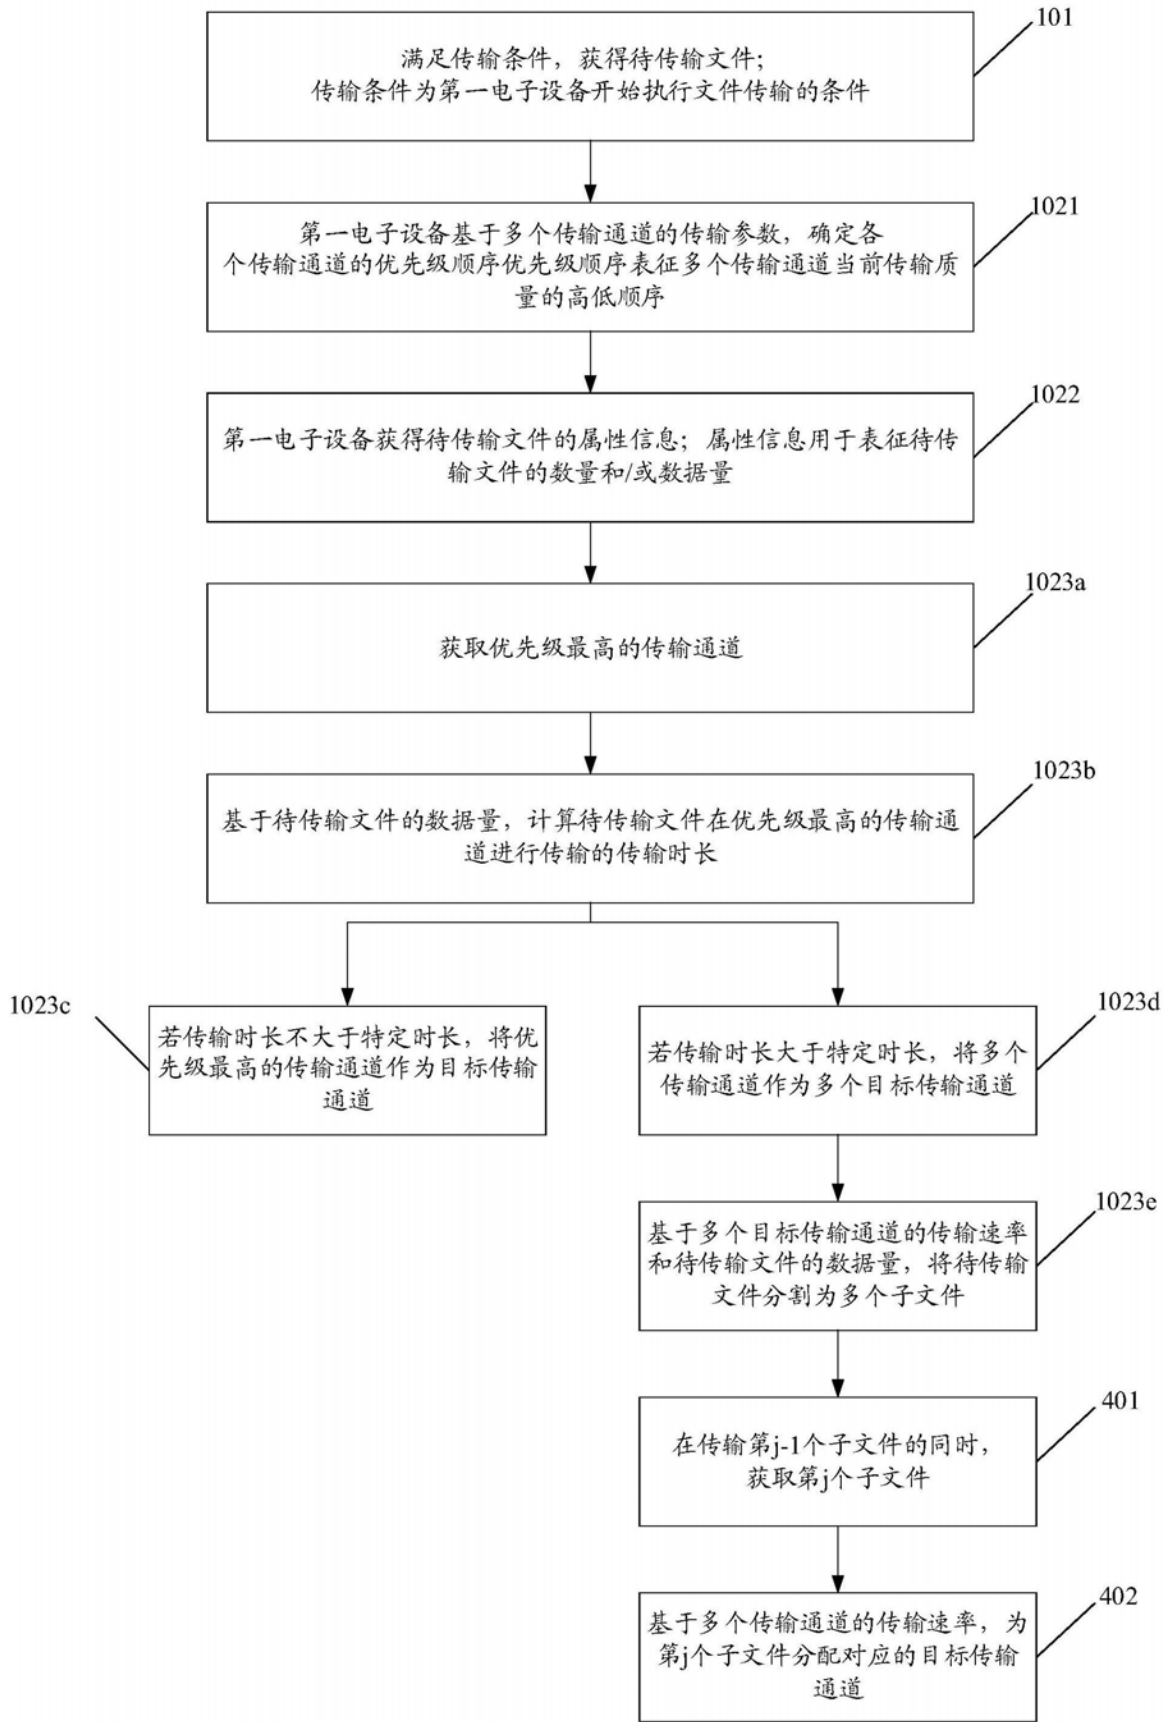 101
满足传输条件，获得待传输文件；
传输条件为第一电子设备开始执行文件传输的条件
1021
第一电子设备基于多个传输通道的传输参数，确定各
个传输通道的优先级顺序优先级顺序表征多个传输通道当前传输质
量的高低顺序
1022
第一电子设备获得待传输文件的属性信息；属性信息用于表征待传
输文件的数量和/或数据量
1023a
获取优先级最高的传输通道
1023b
基于待传输文件的数据量，计算待传输文件在优先级最高的传输通
道进行传输的传输时长
1023c
若传输时长不大于特定时长，将优
先级最高的传输通道作为目标传输
通道
1023d
若传输时长大于特定时长，将多个
传输通道作为多个目标传输通道
1023e
基于多个目标传输通道的传输速率
和待传输文件的数据量，将待传输
文件分割为多个子文件
401
在传输第j-1个子文件的同时，
获取第j个子文件
402
基于多个传输通道的传输速率，为
第j个子文件分配对应的目标传输
通道